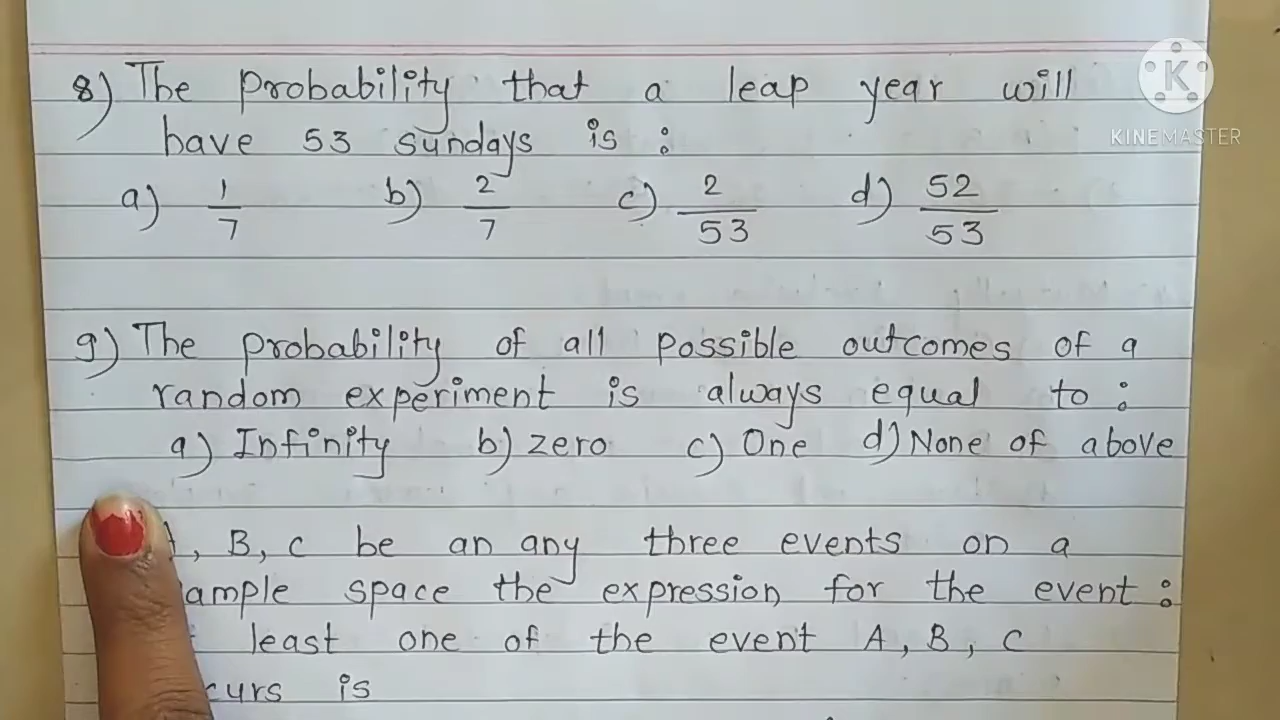 8) The probability that a leap year will
have 53 sundays is :
a) 1/7 b) 2/7 c) 2/53 d) 52/53
9) The probability of all possible outcomes of a
random experiment is always equal to :
a) Infinity b) zero c) One d) None of above
, B, C be an any three events on a
space the expression for the event :
least one of the event A, B, C
is
K
KINEMASTER